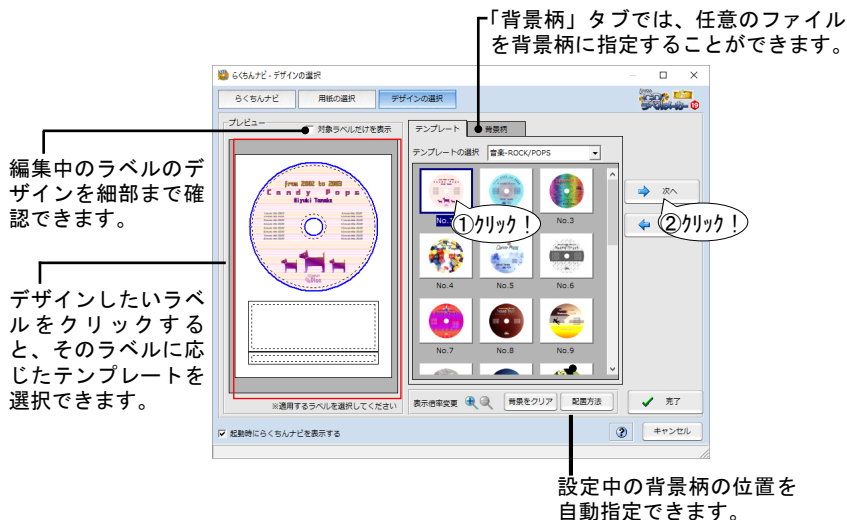 「背景柄」タブでは、任意のファイル
を背景柄に指定することができます。
らくちんナビ - デザインの選択
らくちんナビ
用紙の選択
デザインの選択
プレビュー
対象ラベルだけを表示
テンプレート
背景柄
テンプレートの選択
音楽-ROCK/POPS
編集中のラベルのデ
ザインを細部まで確
認できます。
from 2002 to 2003
Candy Pops
Miyuki Tanaka
①クリック！
No.3
次へ
②クリック！
No.4
No.5
No.6
デザインしたいラベ
ルをクリックする
と、そのラベルに応
じたテンプレートを
選択できます。
No.7
No.8
No.9
※適用するラベルを選択してください
表示倍率変更
背景をクリア
配置方法
完了
起動時にらくちんナビを表示する
キャンセル
設定中の背景柄の位置を
自動指定できます。